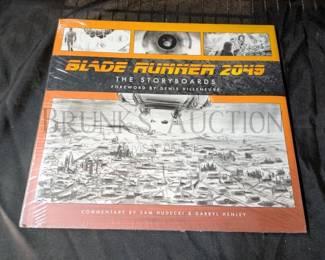 BLADE RUNNER 2049
THE STORYBOARDS
FOREWORD BY DENIS VILLENEUVE
BRUNK AUCTION
COMMENTARY BY SAM HUDECKI & DARRYL HENLEY